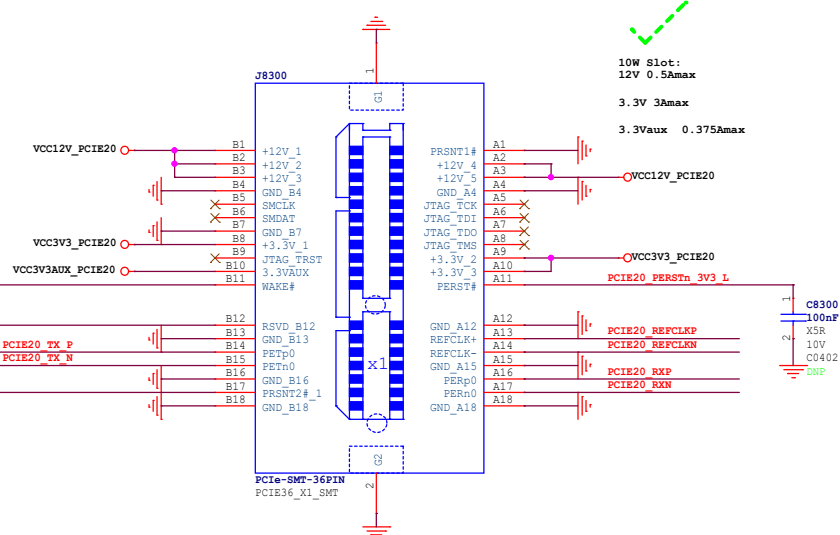 10W Slot:
12V 0.5Amax
3.3V 3Amax
3.3Vaux 0.375Amax
J8300
1
G1
VCC12V_PCIE20
B1
+12V_1
B2
+12V_2
B3
+12V_3
B4
GND_B4
B5
SMCLK
B6
SMDAT
B7
GND_B7
VCC3V3_PCIE20
B8
+3.3V_1
B9
JTAG_TRST
VCC3V3AUX_PCIE20
B10
3.3VAUX
B11
WAKE#
B12
RSVD_B12
B13
GND_B13
PCIE20_TX_P
B14
PETp0
PCIE20_TX_N
B15
PETn0
B16
GND_B16
B17
PRSNT2#_1
B18
GND_B18
x1
A1
PRSNT1#
A2
+12V_4
A3
+12V_5
VCC12V_PCIE20
A4
GND_A4
A5
JTAG_TCK
A6
JTAG_TDI
A7
JTAG_TDO
A8
JTAG_TMS
A9
+3.3V_2
VCC3V3_PCIE20
A10
+3.3V_3
A11
PERST#
PCIE20_PERSTn_3V3_L
A12
GND_A12
A13
REFCLK+
PCIE20_REFCLKP
A14
REFCLK-
PCIE20_REFCLKN
A15
GND_A15
A16
PERp0
PCIE20_RXP
A17
PERn0
PCIE20_RXN
A18
GND_A18
1
2
C8300
100nF
X5R
10V
C0402
DNP
G2
2
PCIe-SMT-36PIN
PCIE36_X1_SMT